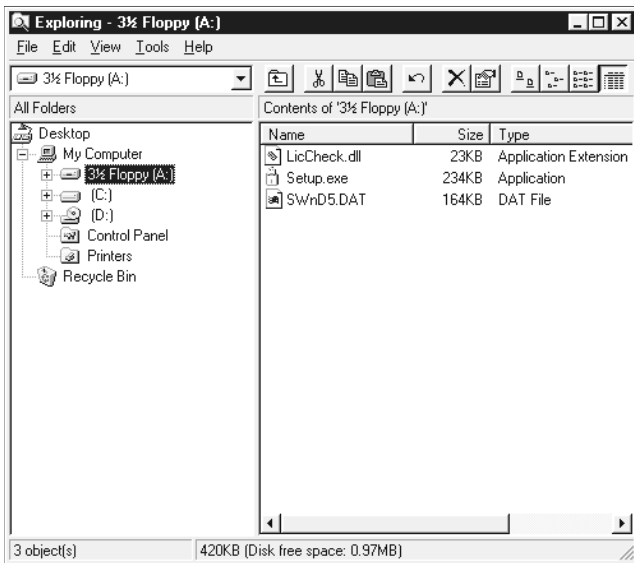 Exploring - 3½ Floppy (A:)
File Edit View Tools Help
3½ Floppy (A:)
All Folders
Contents of '3½ Floppy (A:)'
Desktop
My Computer
3½ Floppy (A:)
(C:)
(D:)
Control Panel
Printers
Recycle Bin
Name Size Type
LicCheck.dll 23KB Application Extension
Setup.exe 234KB Application
SWnD5.DAT 164KB DAT File
3 object(s)
420KB (Disk free space: 0.97MB)